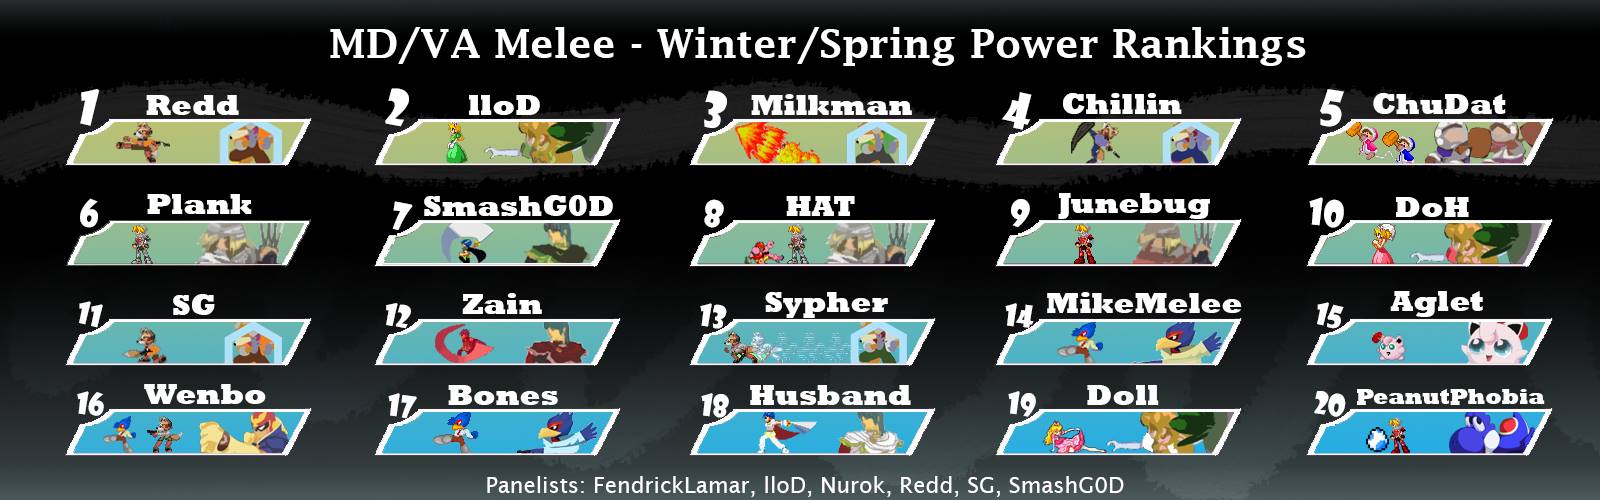 MD/VA Melee - Winter/Spring Power Rankings
1 Redd
2 lloD
3 Milkman
4 Chillin
5 ChuDat
6 Plank
7 SmashG0D
8 HAT
9 Junebug
10 DoH
11 SG
12 Zain
13 Sypher
14 MikeMelee
15 Aglet
16 Wenbo
17 Bones
18 Husband
19 Doll
20 PeanutPhobia
Panelists: FendrickLamar, lloD, Nurok, Redd, SG, SmashG0D